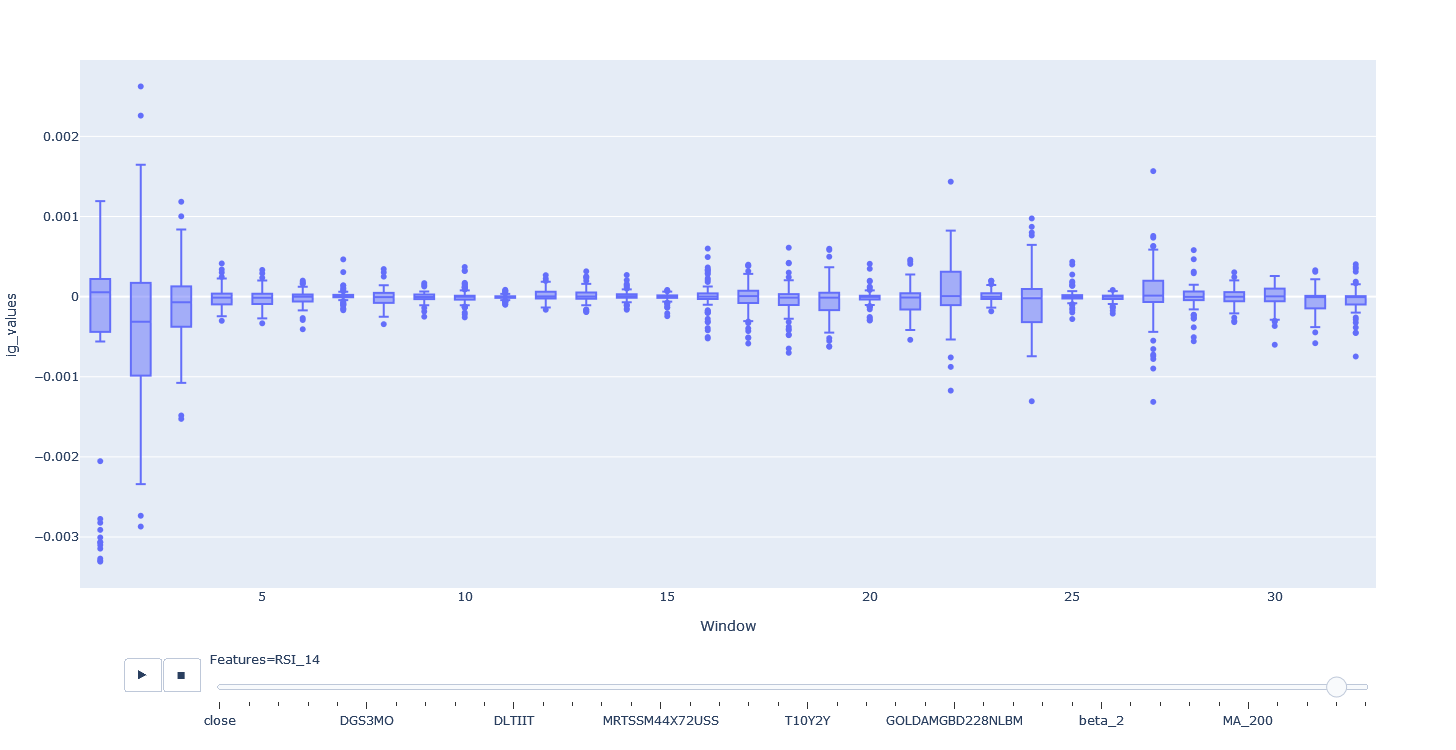 0.002
0.001
0
−0.001
−0.002
−0.003
ig_values
5 10 15 20 25 30
Window
Features=RSI_14
close DGS3MO DLTIIT MRTSSM44X72USS T10Y2Y GOLDAMGBD228NLBM beta_2 MA_200